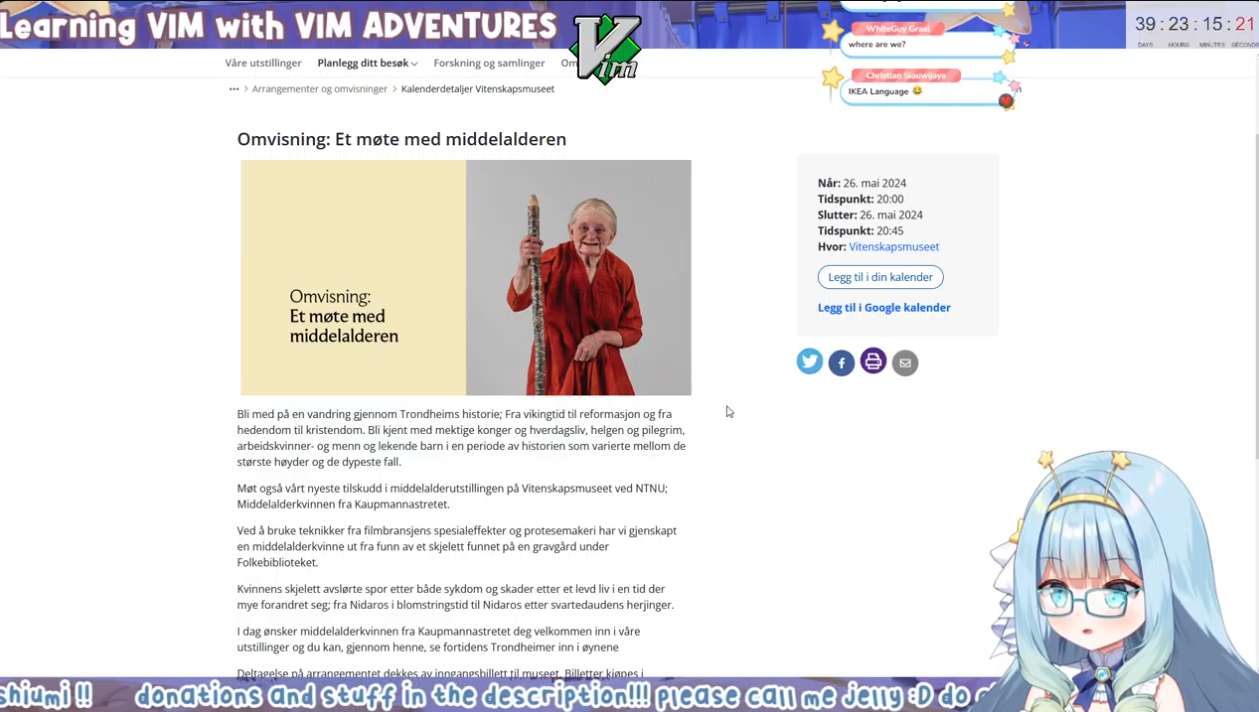 Learning VIM with VIM ADVENTURES
Vim
39 : 23 : 15 : 21
DAYS HOURS MINUTES SECONDS
WhiteGuy Grael
where are we?
IKEA Language 😂
Våre utstillinger Planlegg ditt besøk Forskning og samlinger Om
••• > Arrangementer og omvisninger > Kalenderdetaljer Vitenskapsmuseet
Omvisning: Et møte med middelalderen
Omvisning:
Et møte med
middelalderen
Når: 26. mai 2024
Tidspunkt: 20:00
Slutter: 26. mai 2024
Tidspunkt: 20:45
Hvor: Vitenskapsmuseet
Legg til i din kalender
Legg til i Google kalender
Bli med på en vandring gjennom Trondheims historie; Fra vikingtid til reformasjon og fra
hedendom til kristendom. Bli kjent med mektige konger og hverdagsliv, helgen og pilegrim,
arbeidskvinner- og menn og lekende barn i en periode av historien som varierte mellom de
største høyder og de dypeste fall.
Møt også vårt nyeste tilskudd i middelalderutstillingen på Vitenskapsmuseet ved NTNU;
Middelalderkvinnen fra Kaupmannastretet.
Ved å bruke teknikker fra filmbransjens spesialeffekter og protesemakeri har vi gjenskapt
en middelalderkvinne ut fra funn av et skjelett funnet på en gravgård under
Folkebiblioteket.
Kvinnens skjelett avslørte spor etter både sykdom og skader etter et levd liv i en tid der
mye forandret seg; fra Nidaros i blomstringstid til Nidaros etter svartedaudens herjinger.
I dag ønsker middelalderkvinnen fra Kaupmannastretet deg velkommen inn i våre
utstillinger og du kan, gjennom henne, se fortidens Trondheimer inn i øynene
Deltagelse på arrangementet dekkes av inngangsbillett til museet. Billetter kjøpes i
shiumi !! donations and stuff in the description!!! please call me jelly :D do